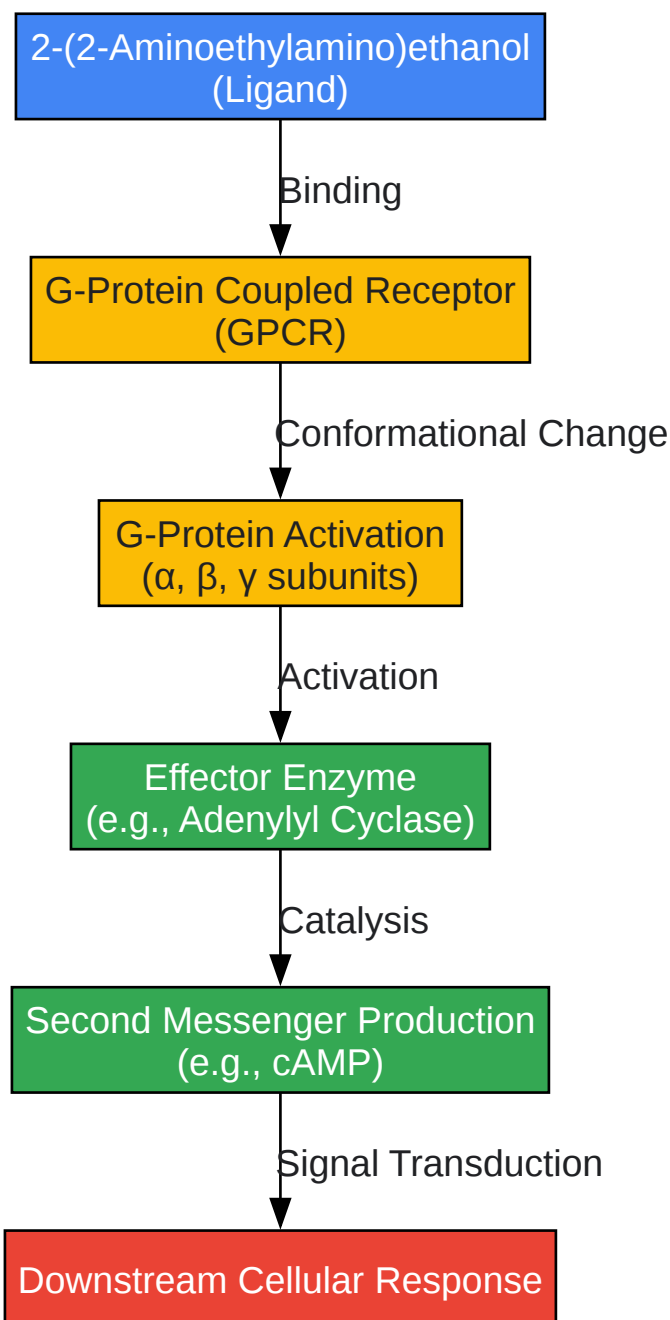 2-(2-Aminoethylamino)ethanol
(Ligand)
Binding
G-Protein Coupled Receptor
(GPCR)
Conformational Change
G-Protein Activation
(α, β, γ subunits)
Activation
Effector Enzyme
(e.g., Adenylyl Cyclase)
Catalysis
Second Messenger Production
(e.g., cAMP)
Signal Transduction
Downstream Cellular Response